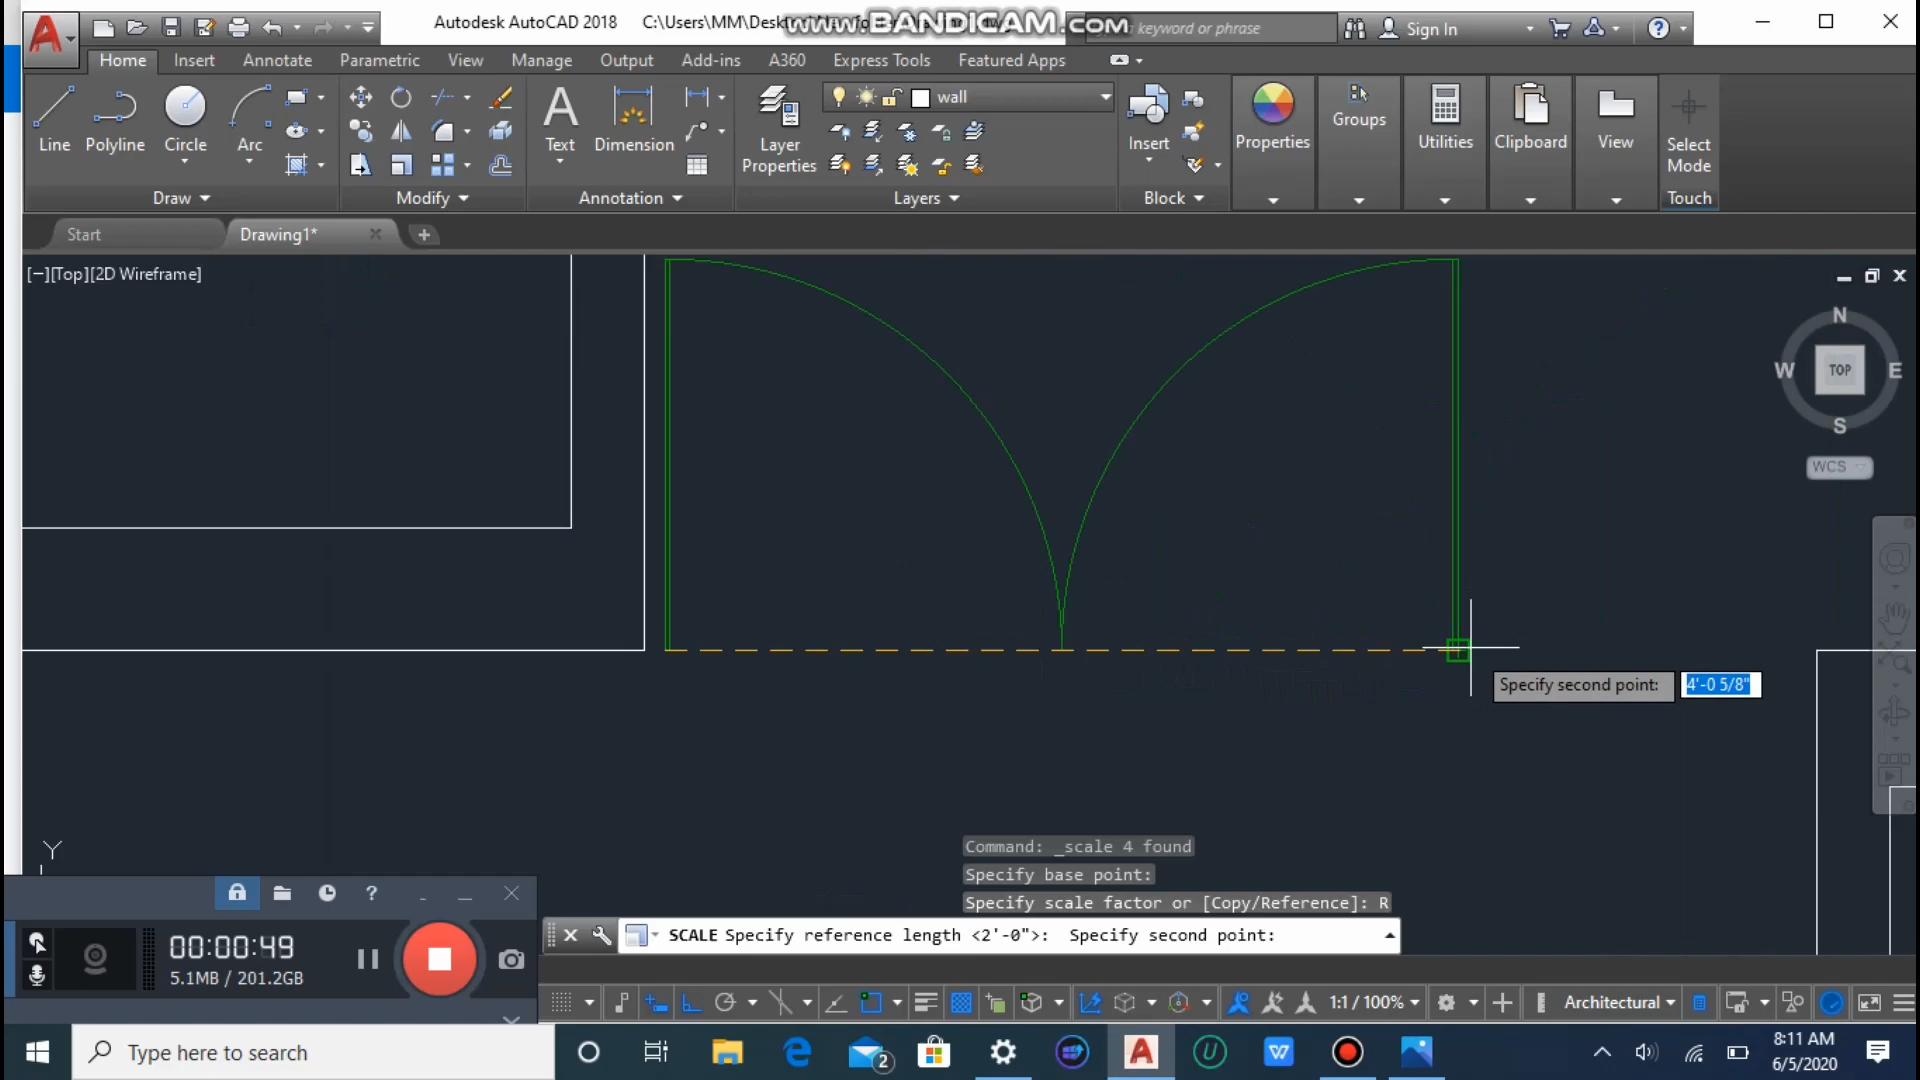 Autodesk AutoCAD 2018 C:\Users\MM\Deskt
www.BANDICAM.com
keyword or phrase
Sign In
Home Insert Annotate Parametric View Manage Output Add-ins A360 Express Tools Featured Apps
wall
Line Polyline Circle Arc
Text Dimension
Layer Properties
Insert
Properties Groups Utilities Clipboard View
Select Mode
Draw Modify Annotation Layers Block Touch
Start Drawing1*
[−][Top][2D Wireframe]
N
W TOP E
S
WCS
Specify second point: 4'-0 5/8"
Y
Command: _scale 4 found
Specify base point:
Specify scale factor or [Copy/Reference]: R
SCALE Specify reference length <2'-0">: Specify second point:
00:00:49
5.1MB / 201.2GB
1:1 / 100% Architectural
Type here to search
2
8:11 AM
6/5/2020